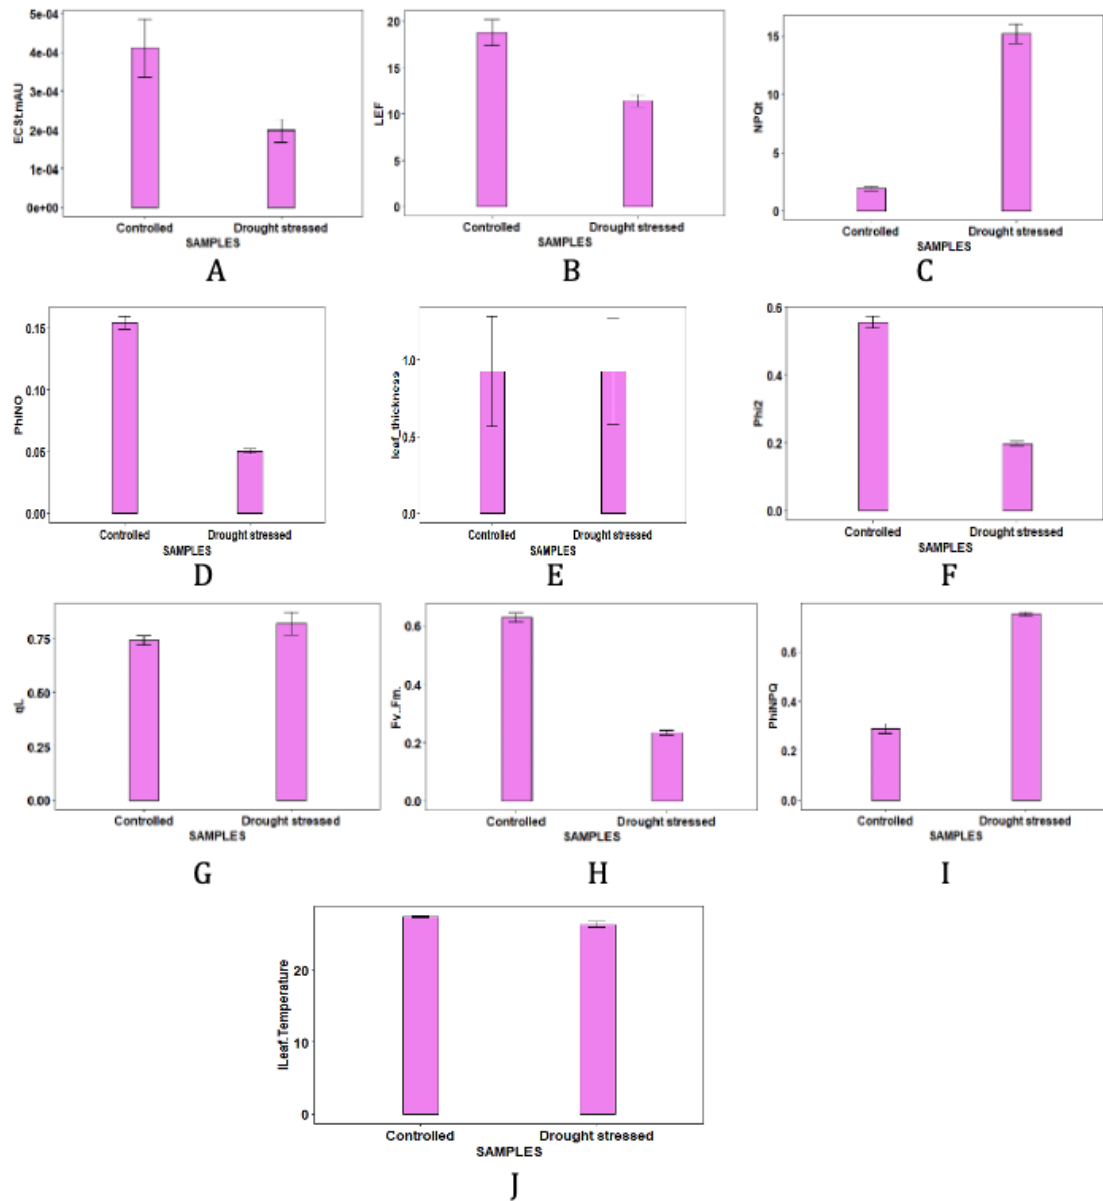 5e-04
4e-04
3e-04
2e-04
1e-04
0e+00
ECSt.mAU
Controlled Drought stressed
SAMPLES
A
20
15
10
5
0
LEF
Controlled Drought stressed
SAMPLES
B
15
10
5
0
NPQt
Controlled Drought stressed
SAMPLES
C
0.15
0.10
0.05
0.00
PhiNO
Controlled Drought stressed
SAMPLES
D
1.0
0.5
0.0
leaf_thickness
Controlled Drought stressed
SAMPLES
E
0.6
0.4
0.2
0.0
Phi2
Controlled Drought stressed
SAMPLES
F
0.75
0.50
0.25
0.00
qL
Controlled Drought stressed
SAMPLES
G
0.6
0.4
0.2
0.0
Fv..Fm.
Controlled Drought stressed
SAMPLES
H
0.6
0.4
0.2
0.0
PhiNPQ
Controlled Drought stressed
SAMPLES
I
20
10
0
lLeaf.Temperature
Controlled Drought stressed
SAMPLES
J